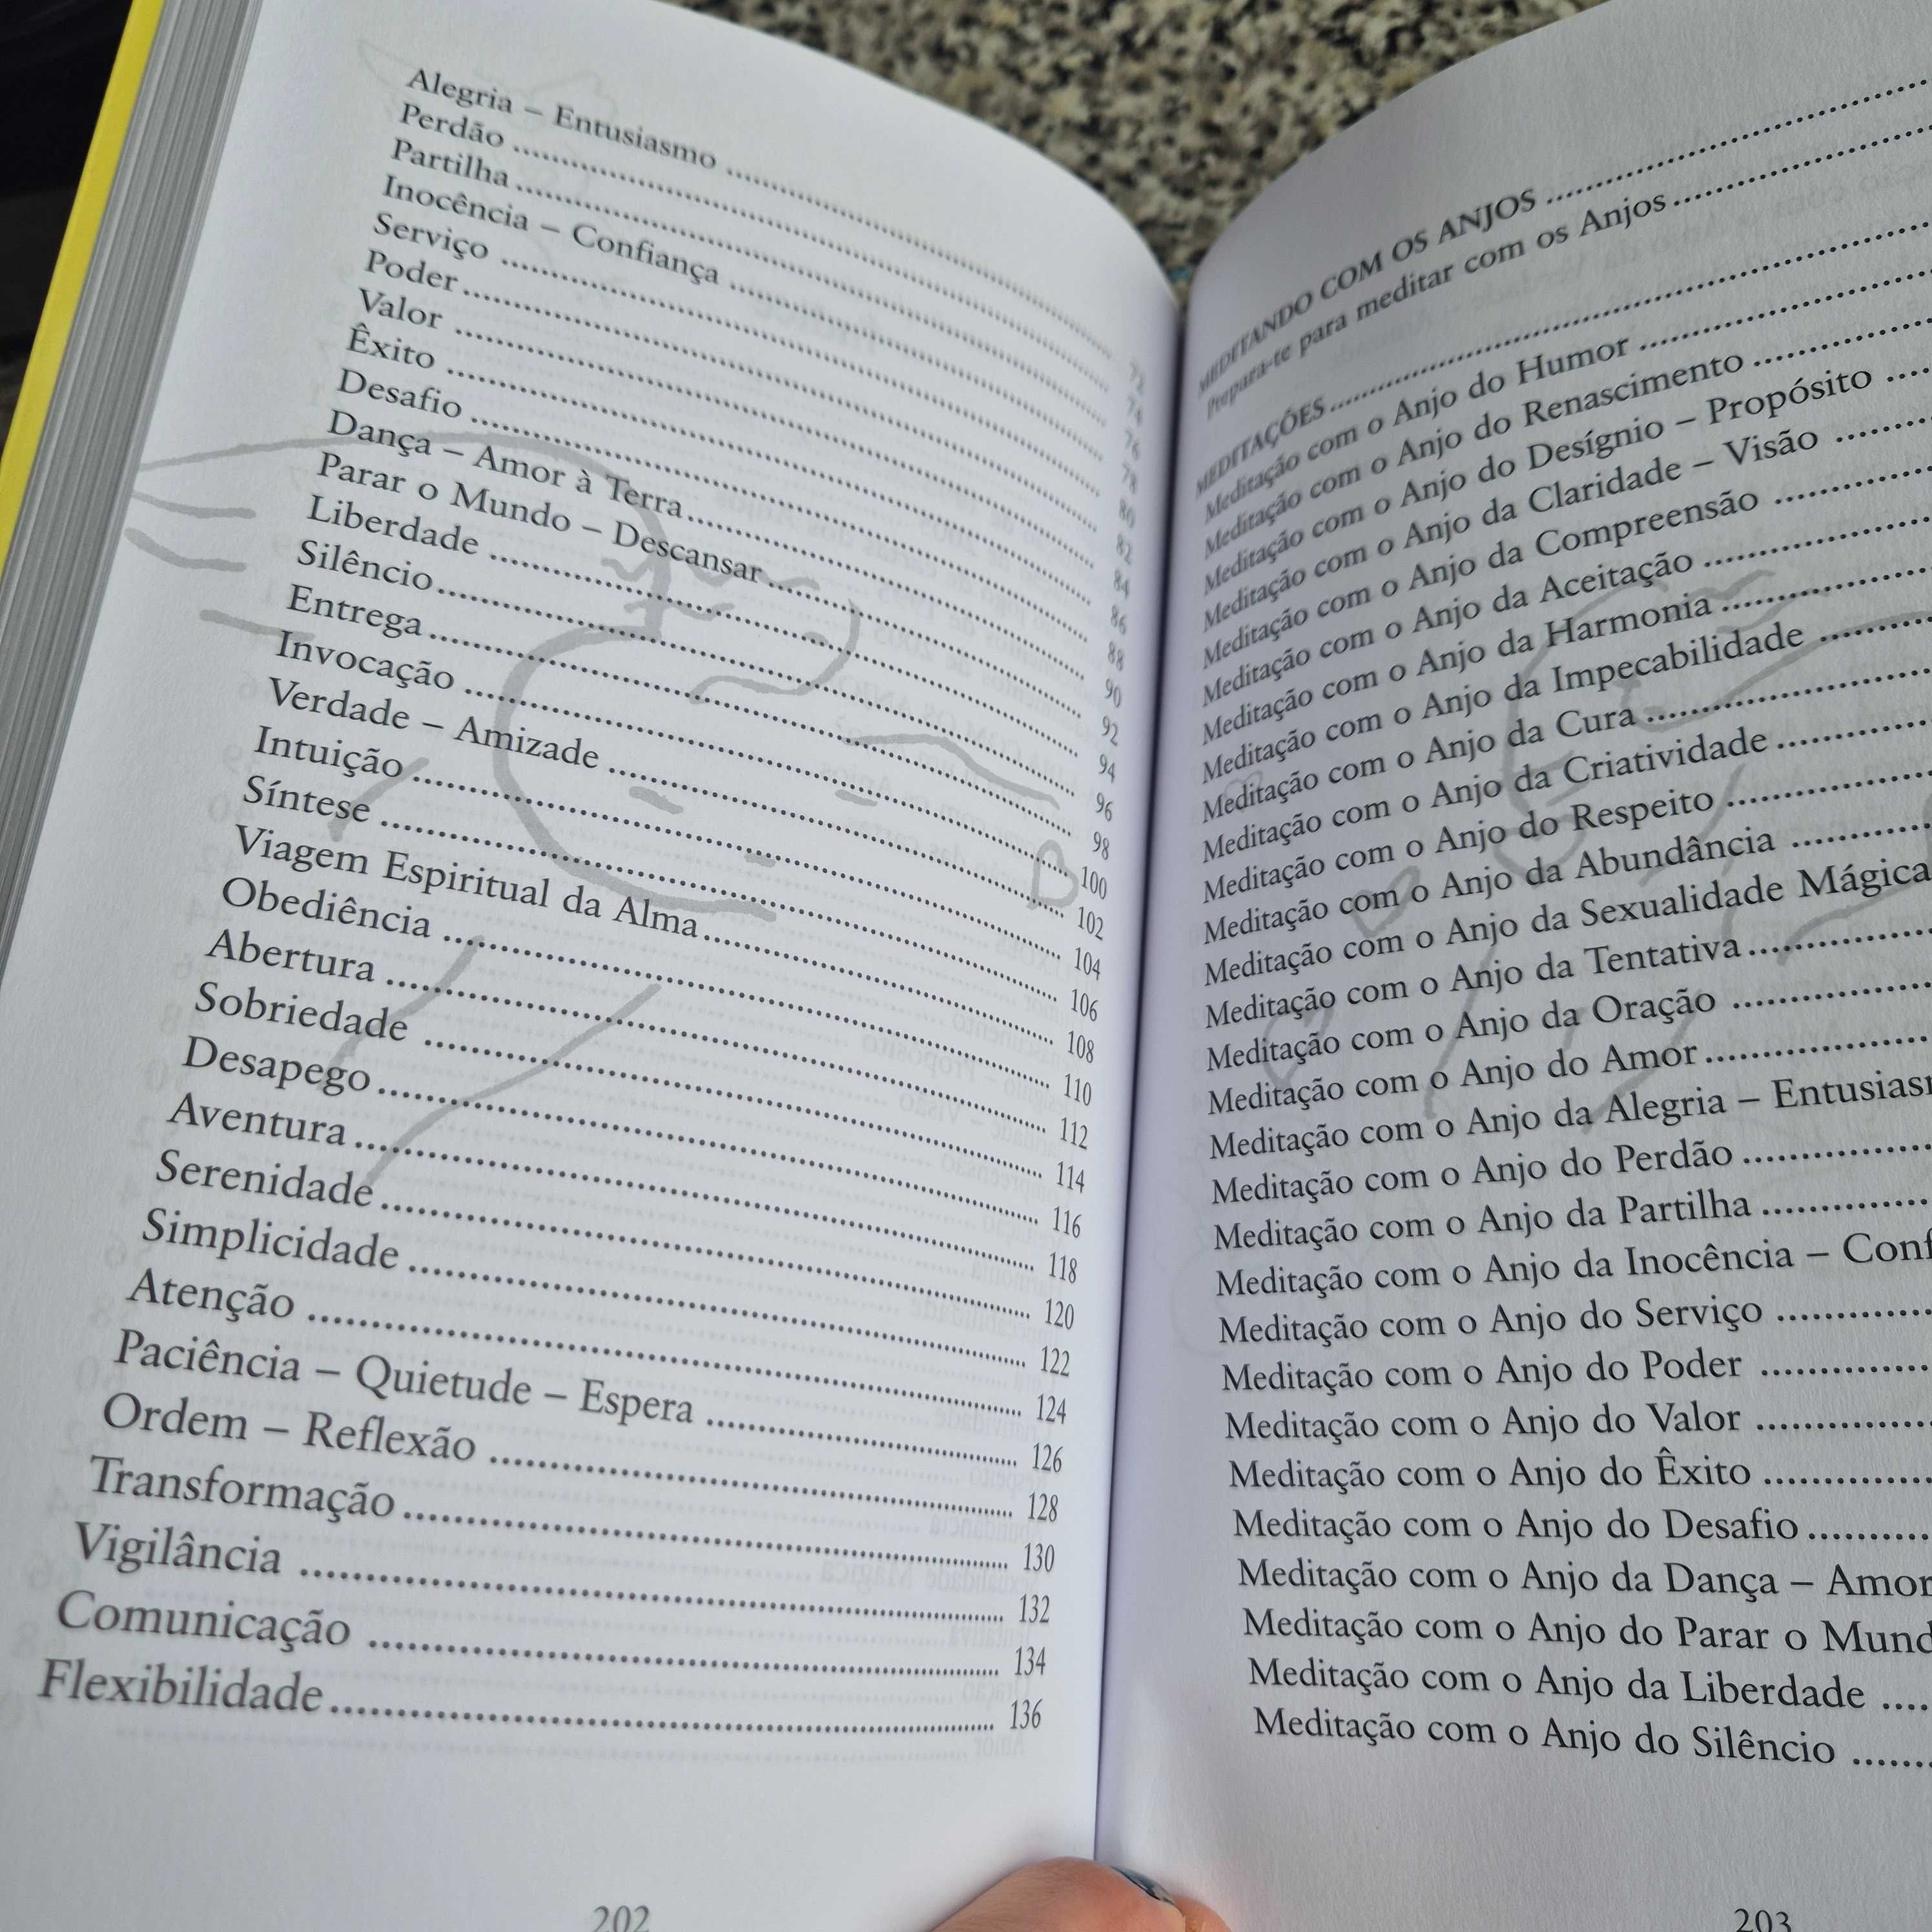 Alegria – Entusiasmo ........ 72
Perdão ........ 74
Partilha ........ 76
Inocência – Confiança ........ 78
Serviço ........ 80
Poder ........ 82
Valor ........ 84
Êxito ........ 86
Desafio ........ 88
Dança – Amor à Terra ........ 90
Parar o Mundo – Descansar ........ 92
Liberdade ........ 94
Silêncio ........ 96
Entrega ........ 98
Invocação ........ 100
Verdade – Amizade ........ 102
Intuição ........ 104
Síntese ........ 106
Viagem Espiritual da Alma ........ 108
Obediência ........ 110
Abertura ........ 112
Sobriedade ........ 114
Desapego ........ 116
Aventura ........ 118
Serenidade ........ 120
Simplicidade ........ 122
Atenção ........ 124
Paciência – Quietude – Espera ........ 126
Ordem – Reflexão ........ 128
Transformação ........ 130
Vigilância ........ 132
Comunicação ........ 134
Flexibilidade ........ 136
202
MEDITANDO COM OS ANJOS ........
Prepara-te para meditar com os Anjos ........
MEDITAÇÕES ........
Meditação com o Anjo do Humor ........
Meditação com o Anjo do Renascimento ........
Meditação com o Anjo do Desígnio – Propósito ....
Meditação com o Anjo da Claridade – Visão ........
Meditação com o Anjo da Compreensão ........
Meditação com o Anjo da Aceitação ........
Meditação com o Anjo da Harmonia ........
Meditação com o Anjo da Impecabilidade ........
Meditação com o Anjo da Cura ........
Meditação com o Anjo da Criatividade ........
Meditação com o Anjo do Respeito ........
Meditação com o Anjo da Abundância ........
Meditação com o Anjo da Sexualidade Mágica
Meditação com o Anjo da Tentativa ........
Meditação com o Anjo da Oração ........
Meditação com o Anjo do Amor ........
Meditação com o Anjo da Alegria – Entusias
Meditação com o Anjo do Perdão ........
Meditação com o Anjo da Partilha ........
Meditação com o Anjo da Inocência – Conf
Meditação com o Anjo do Serviço ........
Meditação com o Anjo do Poder ........
Meditação com o Anjo do Valor ........
Meditação com o Anjo do Êxito ........
Meditação com o Anjo do Desafio ........
Meditação com o Anjo da Dança – Amor
Meditação com o Anjo do Parar o Mund
Meditação com o Anjo da Liberdade ....
Meditação com o Anjo do Silêncio ......
203